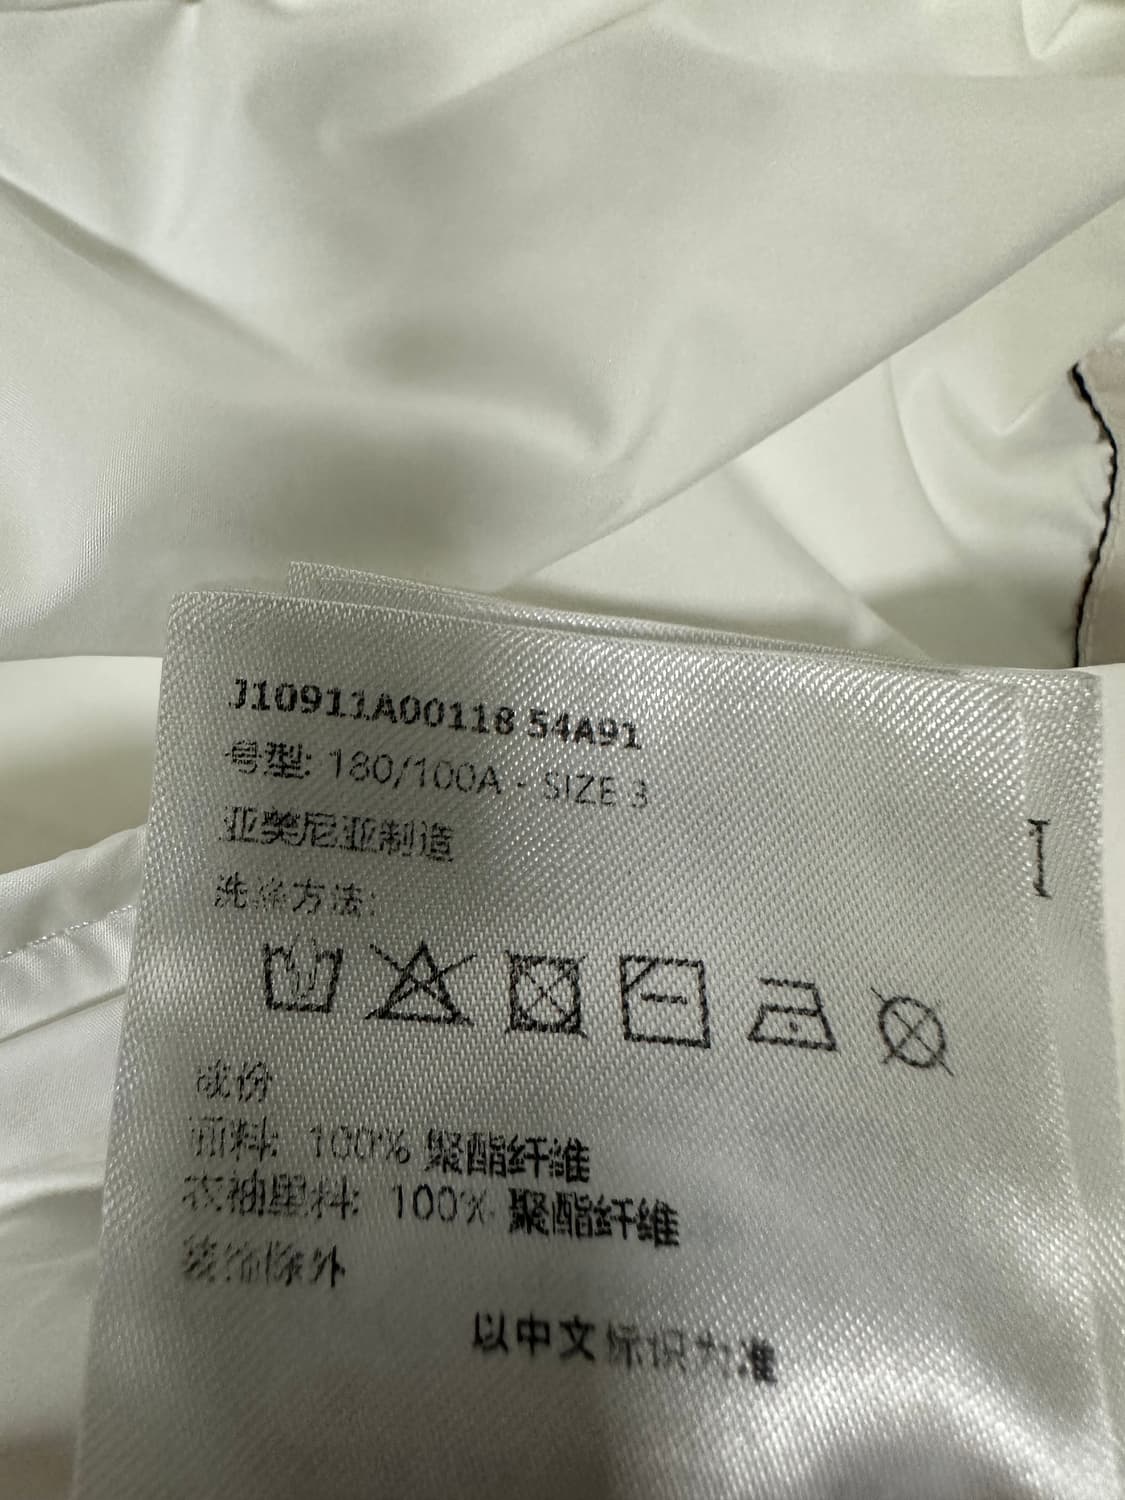 J10911A00118 54A91
号型: 180/100A - SIZE 3
亚美尼亚制造
洗涤方法:
成份
面料: 100% 聚酯纤维
衣袖里料: 100% 聚酯纤维
装饰除外
以中文标识为准